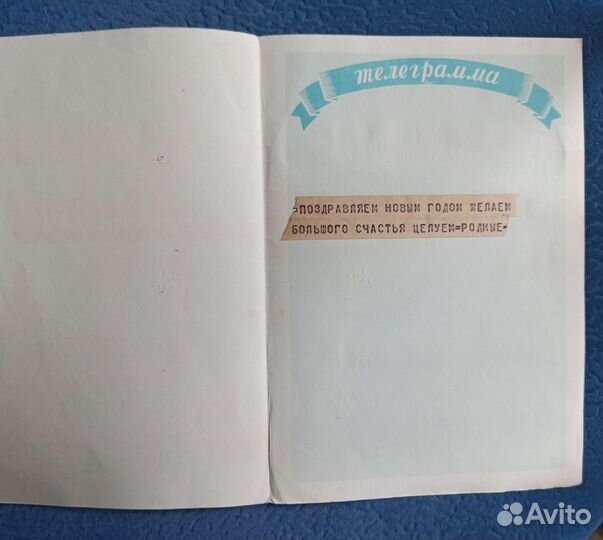 телеграмма
=ПОЗДРАВЛЯЕМ НОВЫМ ГОДОМ ЖЕЛАЕМ
БОЛЬШОГО СЧАСТЬЯ ЦЕЛУЕМ=РОДНЫЕ-
Avito